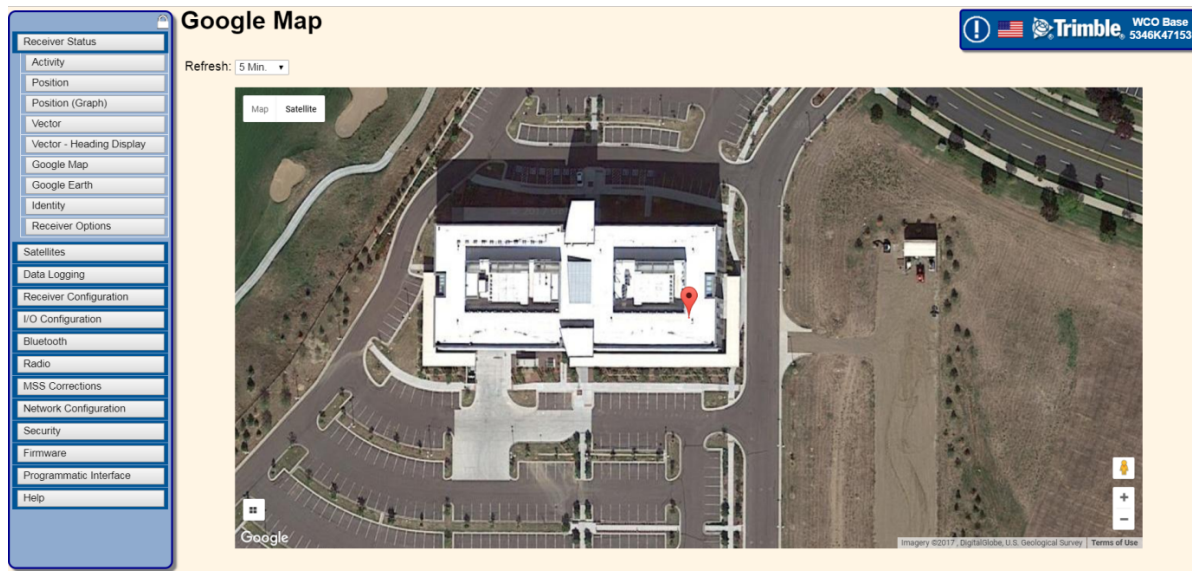 Google Map
WCO Base
Trimble
5346K47153
Receiver Status
Activity
Position
Position (Graph)
Vector
Vector - Heading Display
Google Map
Google Earth
Identity
Receiver Options
Satellites
Data Logging
Receiver Configuration
I/O Configuration
Bluetooth
Radio
MSS Corrections
Network Configuration
Security
Firmware
Programmatic Interface
Help
Refresh: 5 Min.
Map Satellite
Google
Imagery ©2017 , DigitalGlobe, U.S. Geological Survey Terms of Use